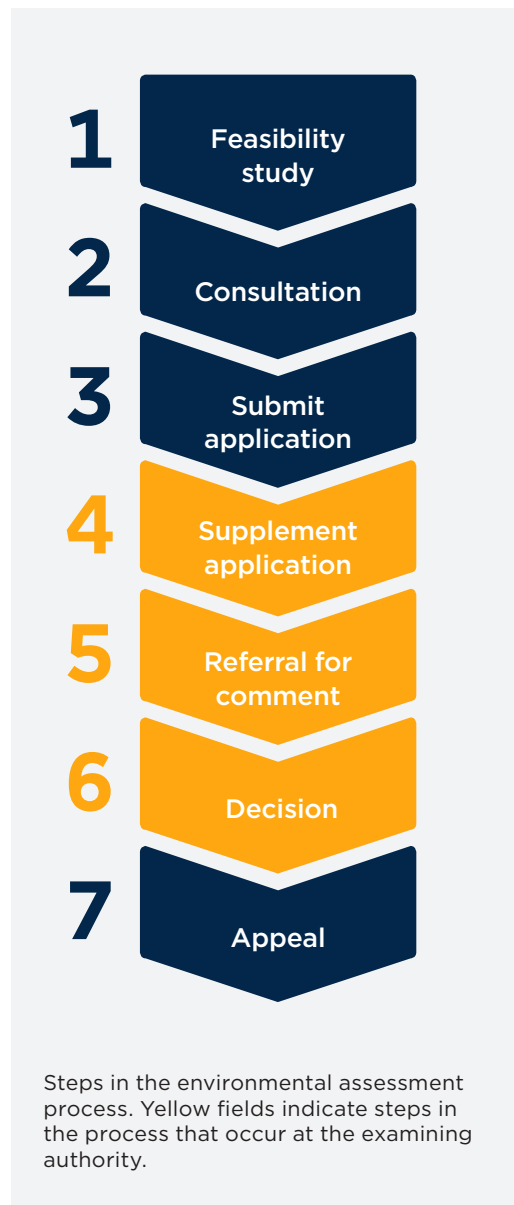 1
Feasibility
study
2
Consultation
3
Submit
application
4
Supplement
application
5
Referral for
comment
6
Decision
7
Appeal
Steps in the environmental assessment
process. Yellow fields indicate steps in
the process that occur at the examining
authority.